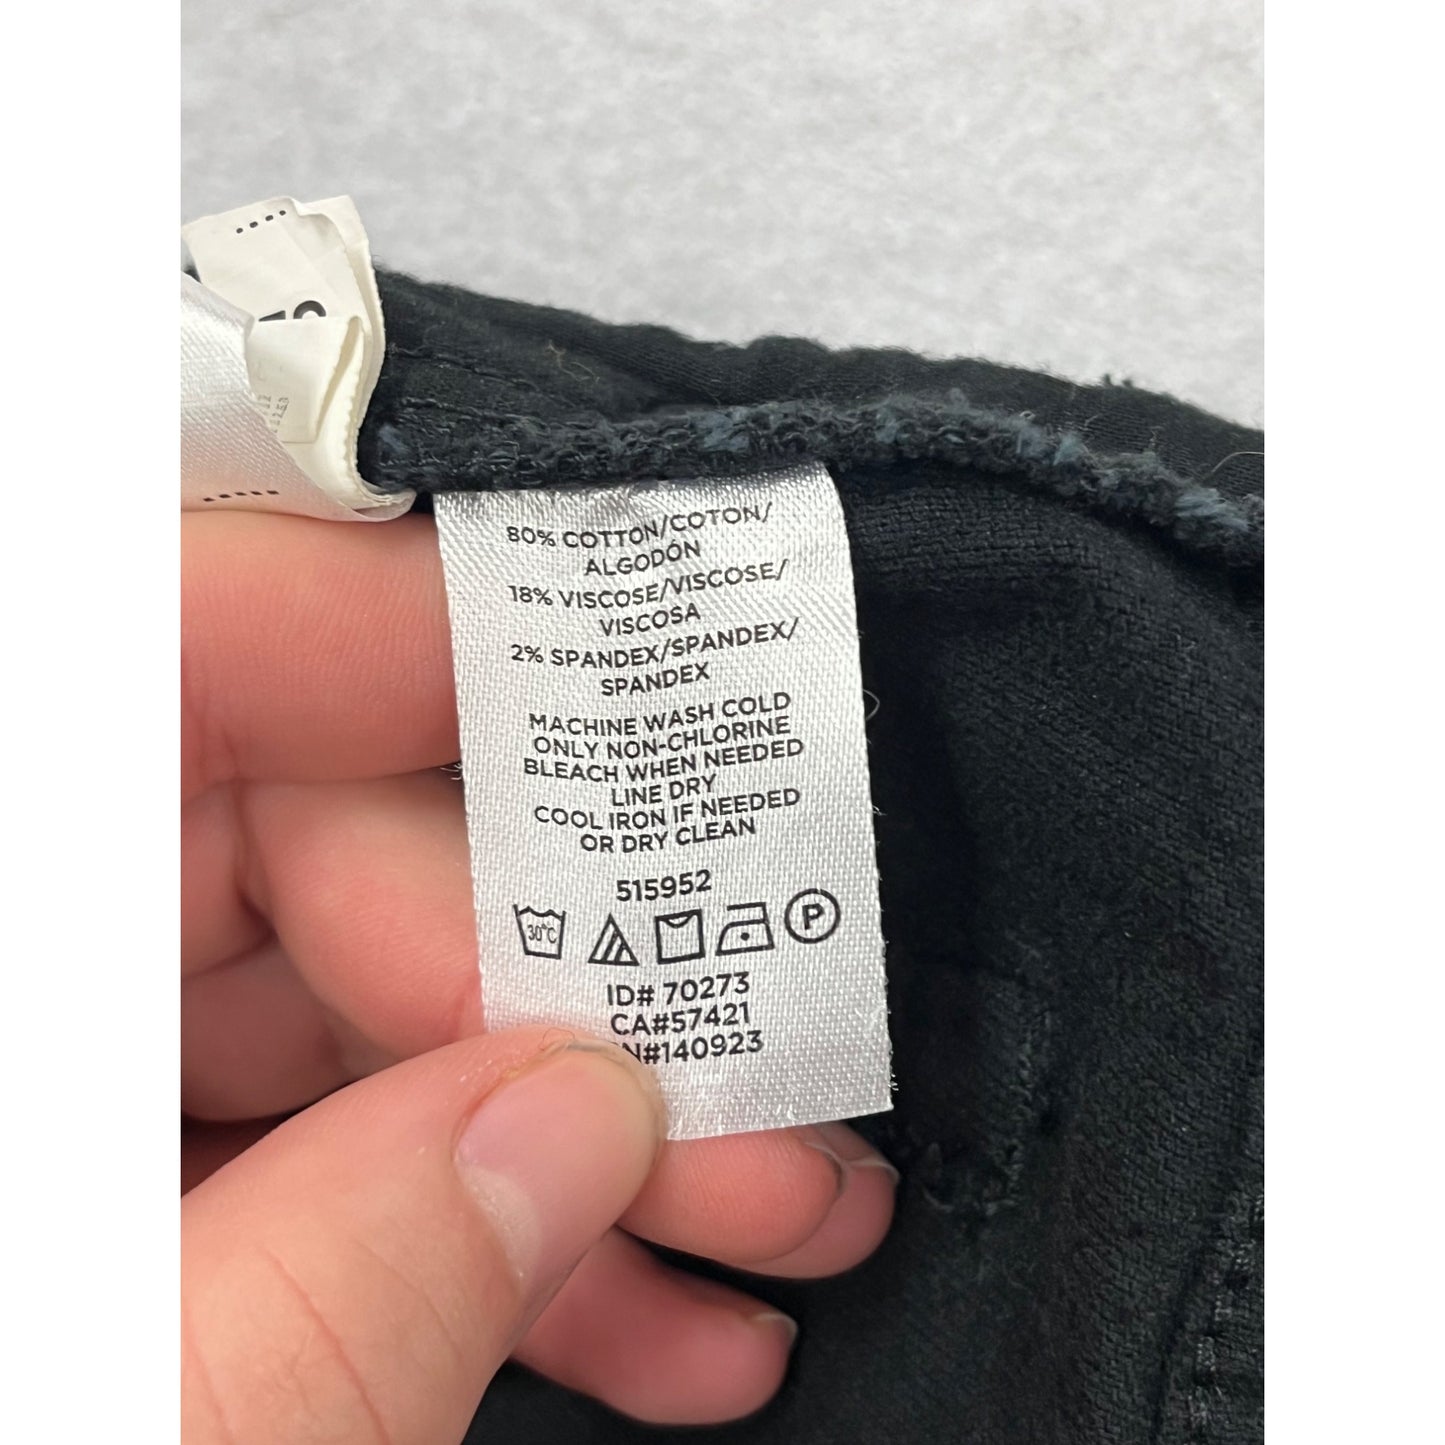 80% COTTON/COTON/
ALGODÓN
18% VISCOSE/VISCOSE/
VISCOSA
2% SPANDEX/SPANDEX/
SPANDEX
MACHINE WASH COLD
ONLY NON-CHLORINE
BLEACH WHEN NEEDED
LINE DRY
COOL IRON IF NEEDED
OR DRY CLEAN
515952
30°C P
ID# 70273
CA#57421
N#140923